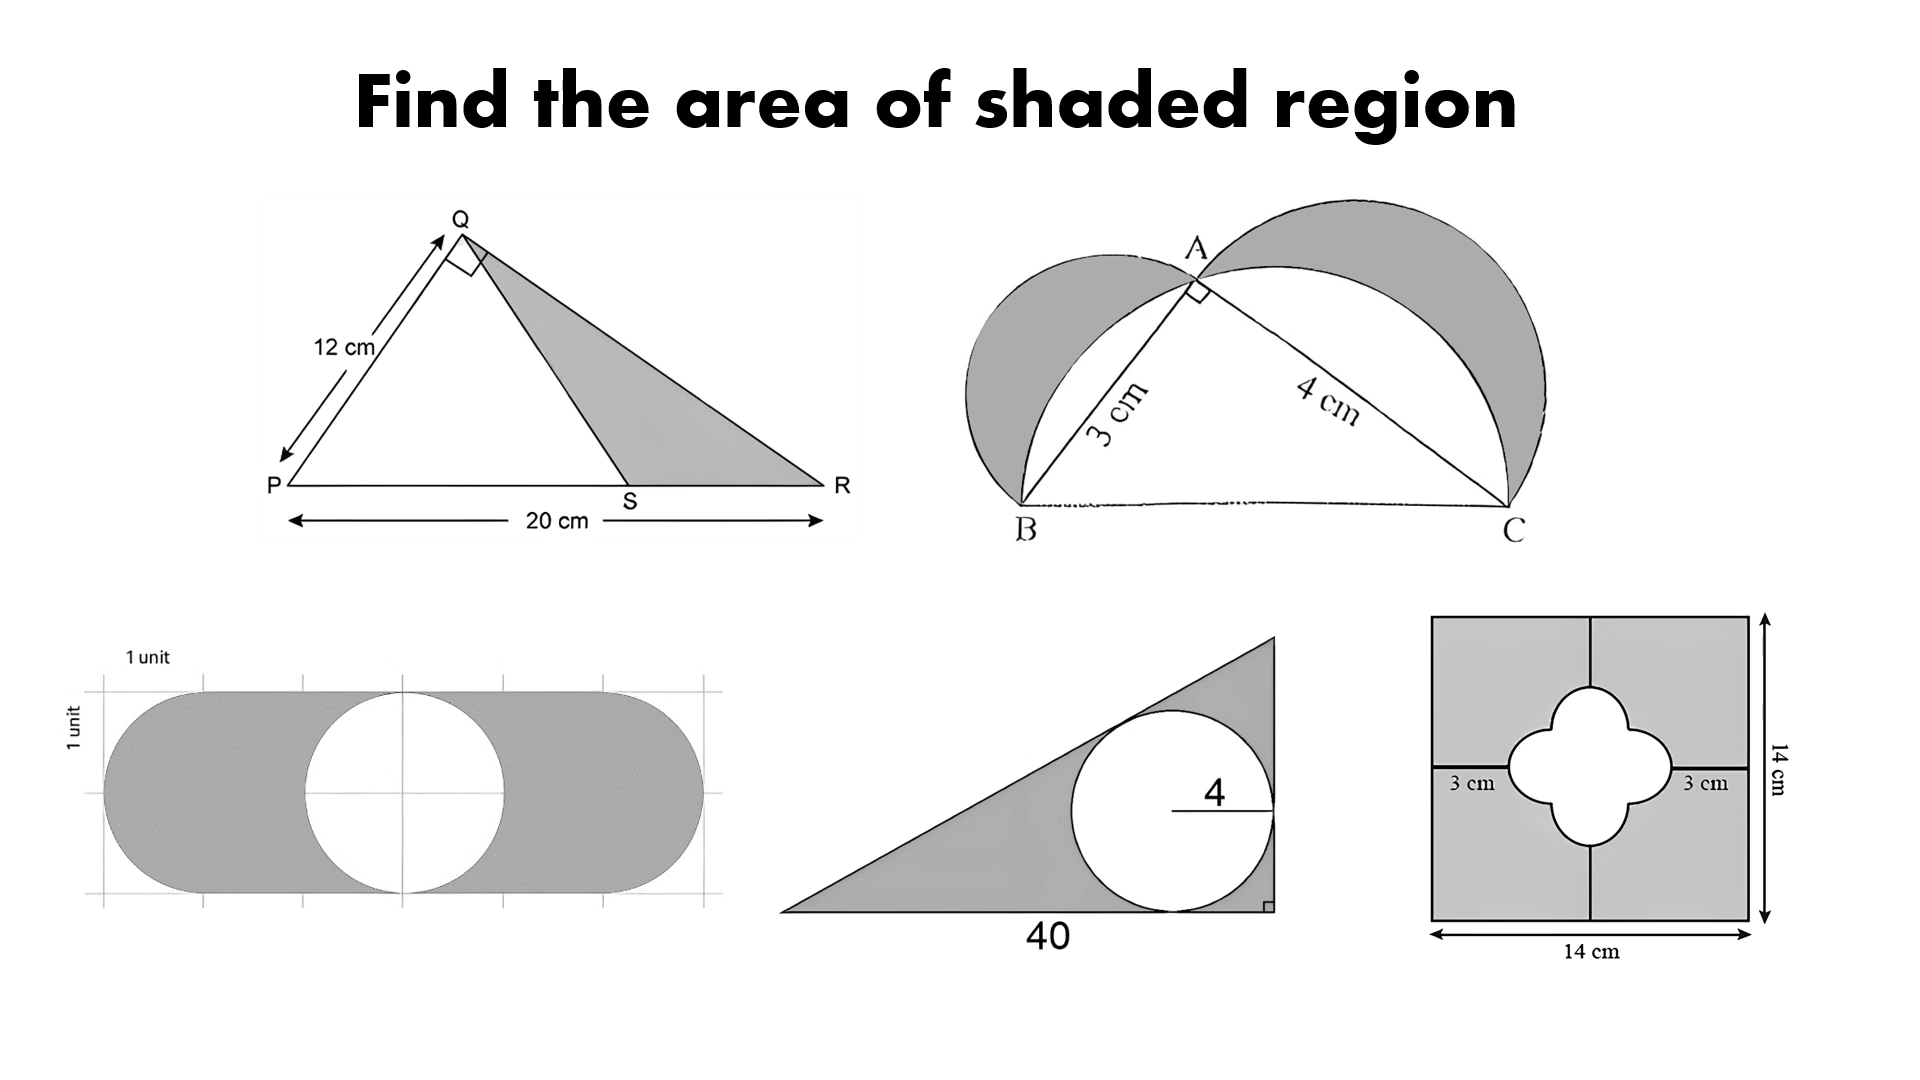 Find the area of shaded region
Q
12 cm
P
S
R
20 cm
A
3 cm
4 cm
B
C
1 unit
1 unit
4
40
3 cm
3 cm
14 cm
14 cm